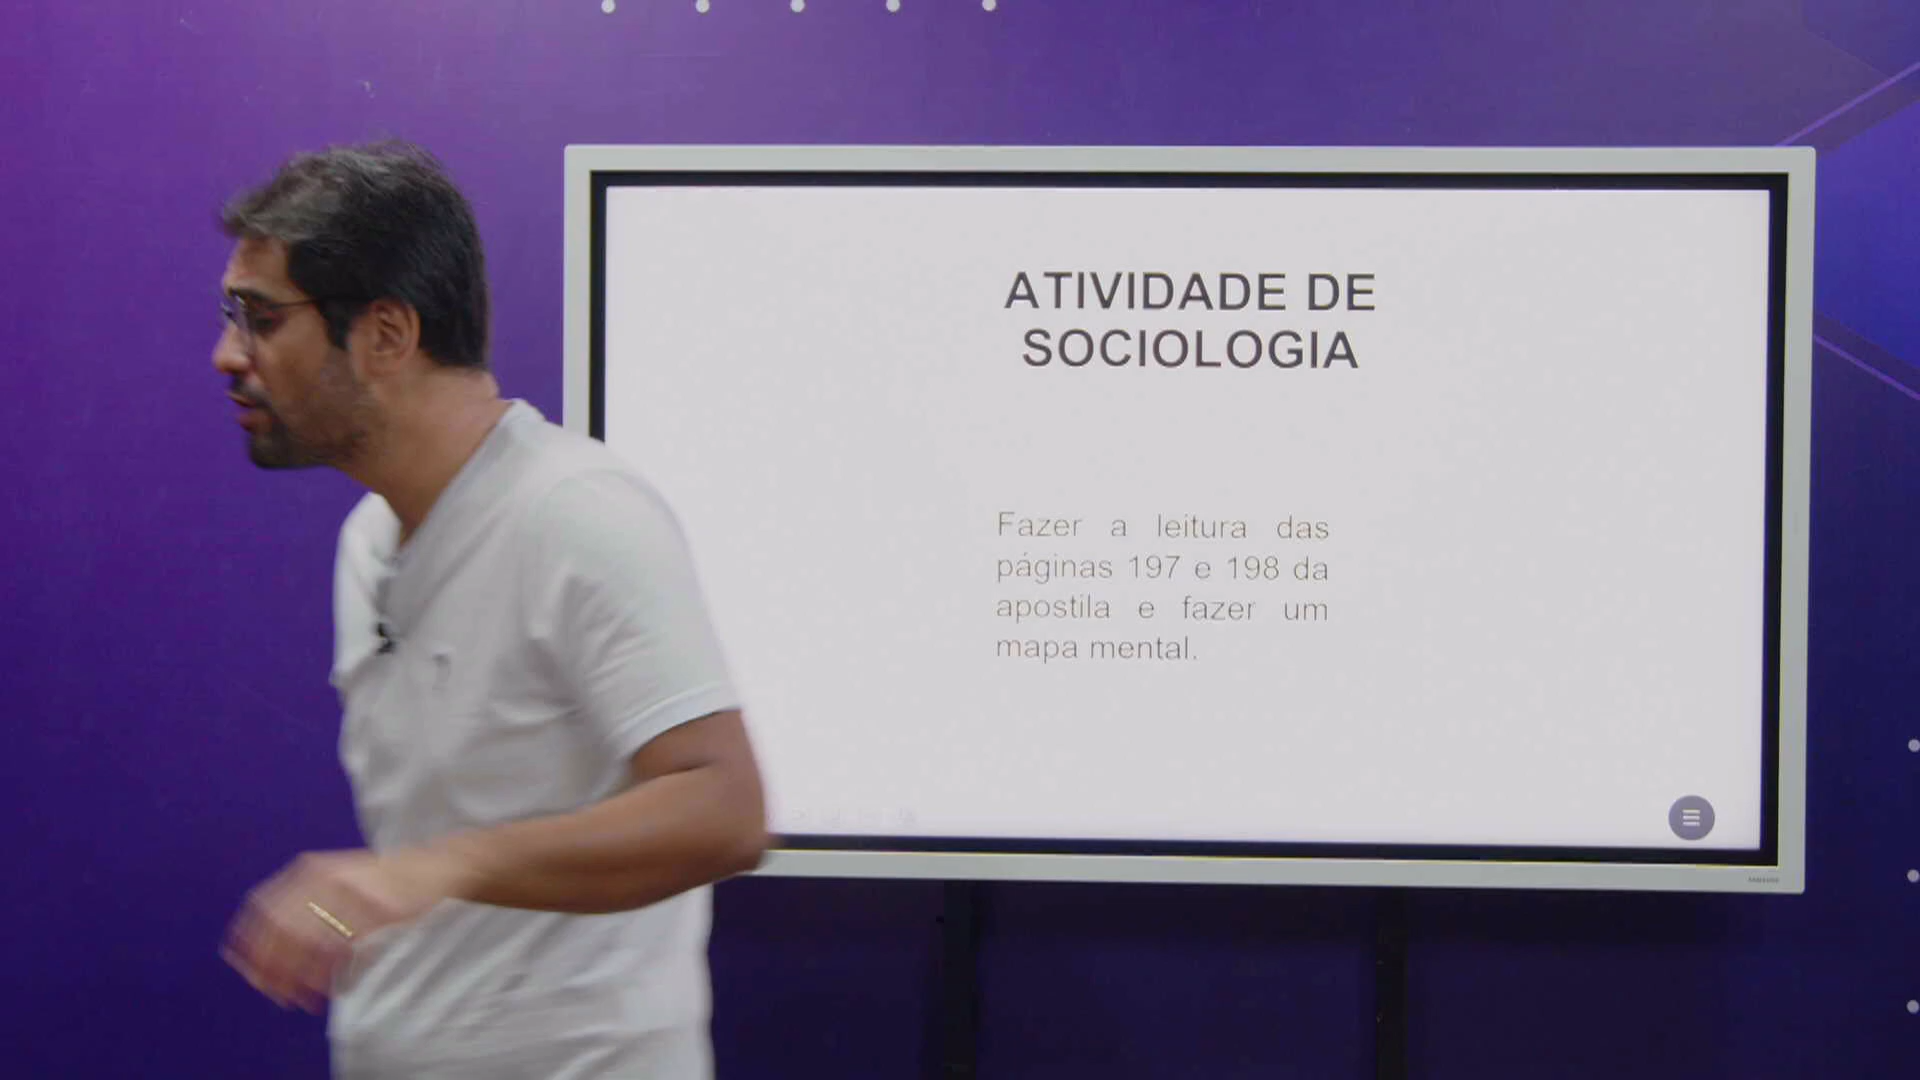 ATIVIDADE DE
SOCIOLOGIA
Fazer a leitura das
páginas 197 e 198 da
apostila e fazer um
mapa mental.